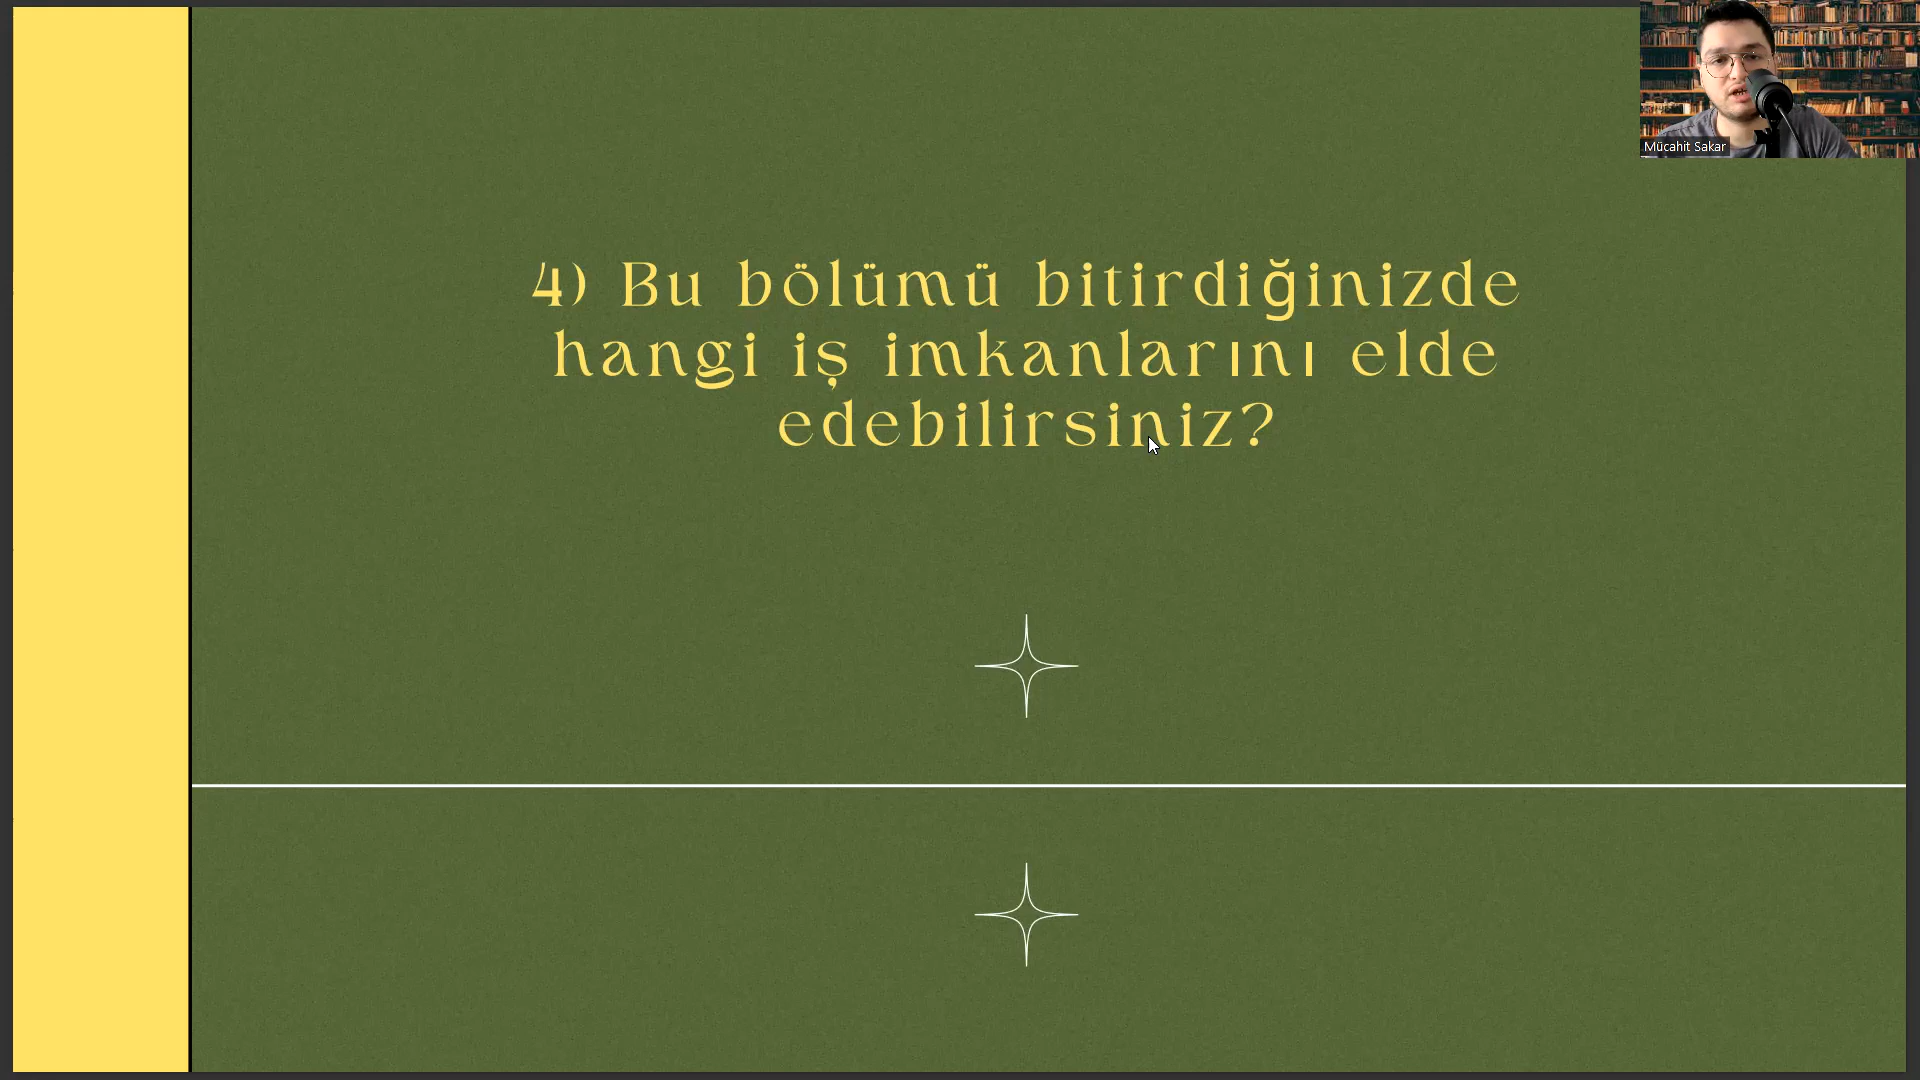 Mücahit Sakar
4) Bu bölümü bitirdiğinizde
hangi iş imkanlarını elde
edebilirsiniz?